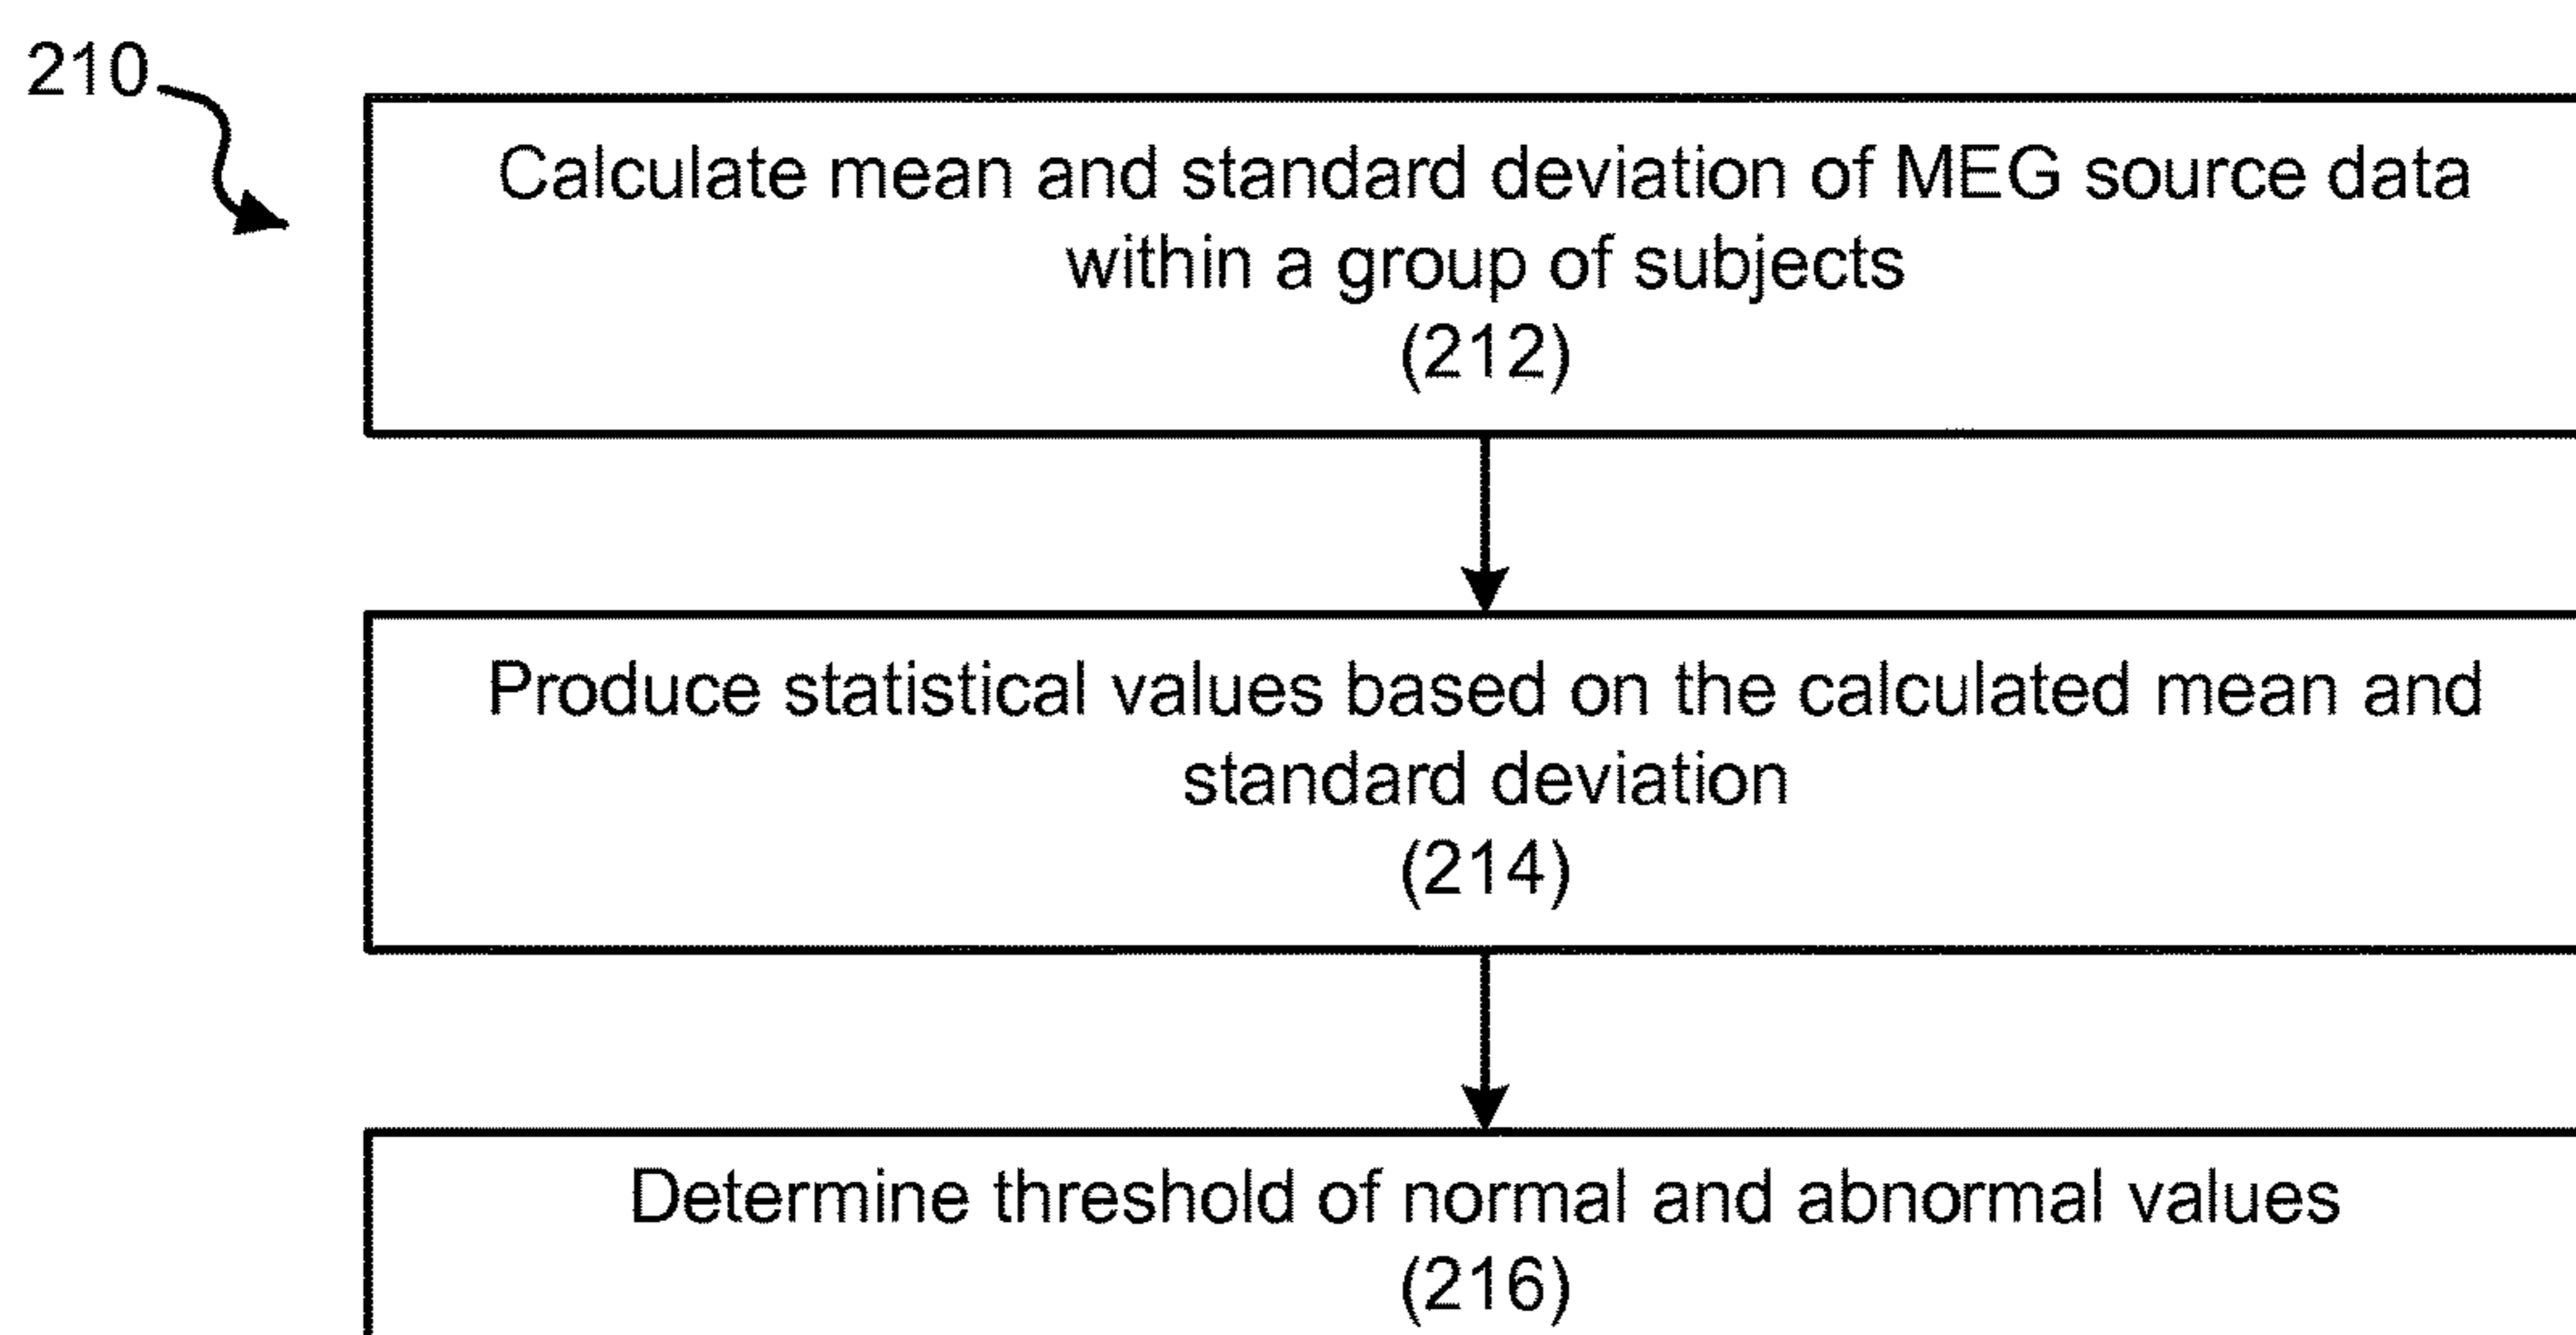 210
Calculate mean and standard deviation of MEG source data
within a group of subjects
(212)
Produce statistical values based on the calculated mean and
standard deviation
(214)
Determine threshold of normal and abnormal values
(216)